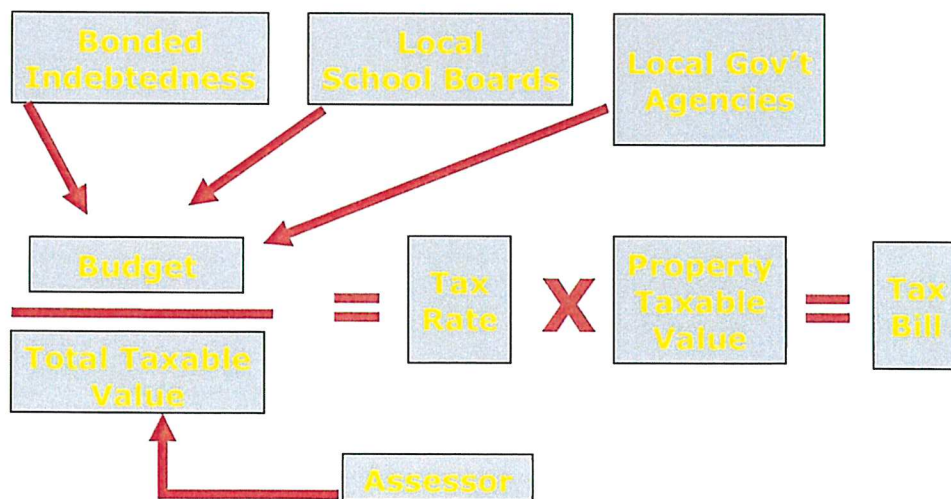 Bonded
Indebtedness
Local
School Boards
Local Gov't
Agencies
Budget
Total Taxable
Value
=
Tax
Rate
X
Property
Taxable
Value
=
Tax
Bill
Assessor